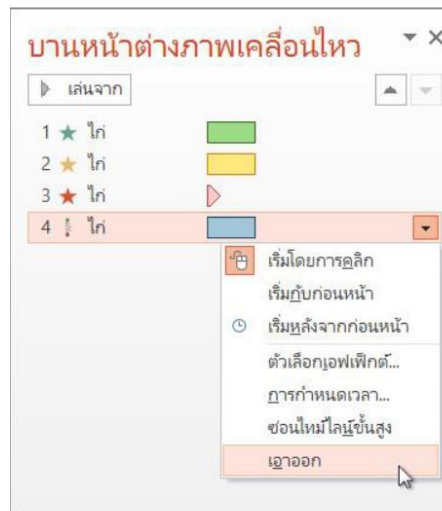 บานหน้าต่างภาพเคลื่อนไหว
เล่นจาก
1 ไก่
2 ไก่
3 ไก่
4 ไก่
เริ่มโดยการคลิก
เริ่มกับก่อนหน้า
เริ่มหลังจากก่อนหน้า
ตัวเลือกเอฟเฟ็กต์...
การกำหนดเวลา...
ซ่อนไทม์ไลน์ขั้นสูง
เอาออก